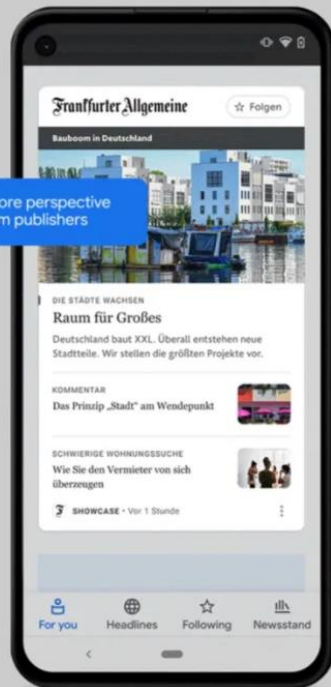 Frankfurter Allgemeine
☆ Folgen
Bauboom in Deutschland
perspective
publishers
DIE STÄDTE WACHSEN
Raum für Großes
Deutschland baut XXL. Überall entstehen neue
Stadtteile. Wir stellen die größten Projekte vor.
KOMMENTAR
Das Prinzip „Stadt“ am Wendepunkt
SCHWIERIGE WOHNUNGSSUCHE
Wie Sie den Vermieter von sich
überzeugen
F SHOWCASE · Vor 1 Stunde
For you
Headlines
Following
Newsstand